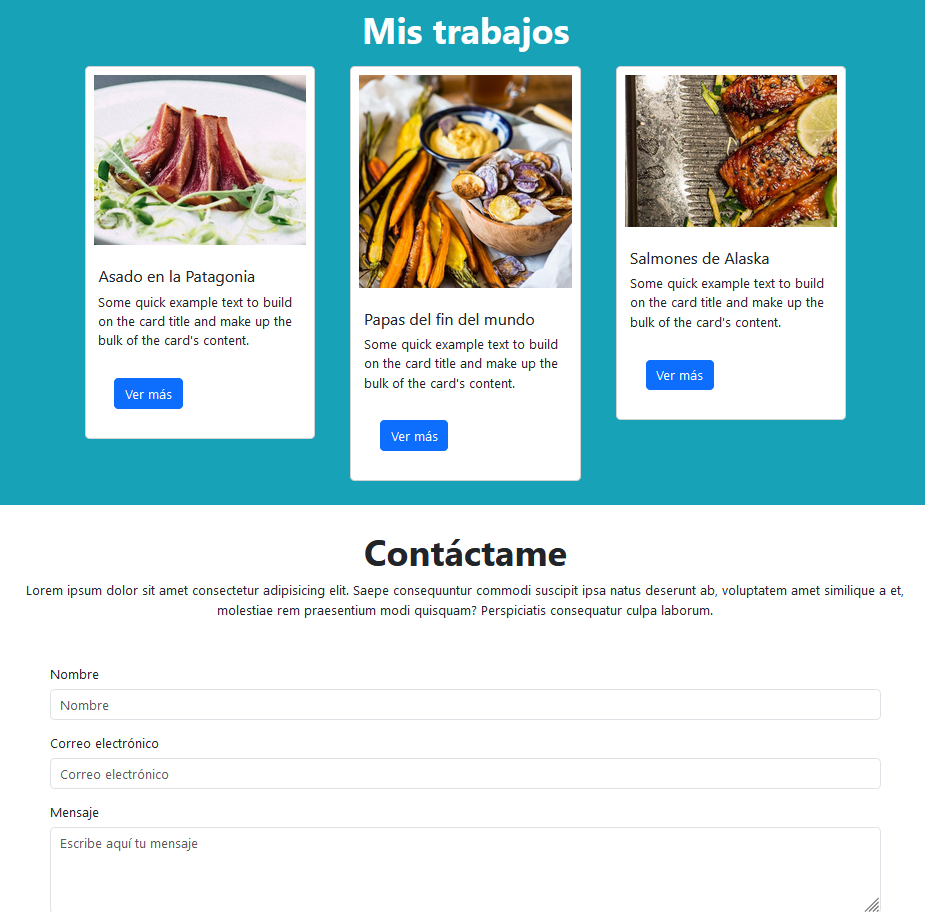 Mis trabajos
Asado en la Patagonia
Some quick example text to build
on the card title and make up the
bulk of the card's content.
Ver más
Papas del fin del mundo
Some quick example text to build
on the card title and make up the
bulk of the card's content.
Ver más
Salmones de Alaska
Some quick example text to build
on the card title and make up the
bulk of the card's content.
Ver más
Contáctame
Lorem ipsum dolor sit amet consectetur adipisicing elit. Saepe consequuntur commodi suscipit ipsa natus deserunt ab, voluptatem amet similique a et,
molestiae rem praesentium modi quisquam? Perspiciatis consequatur culpa laborum.
Nombre
Nombre
Correo electrónico
Correo electrónico
Mensaje
Escribe aquí tu mensaje